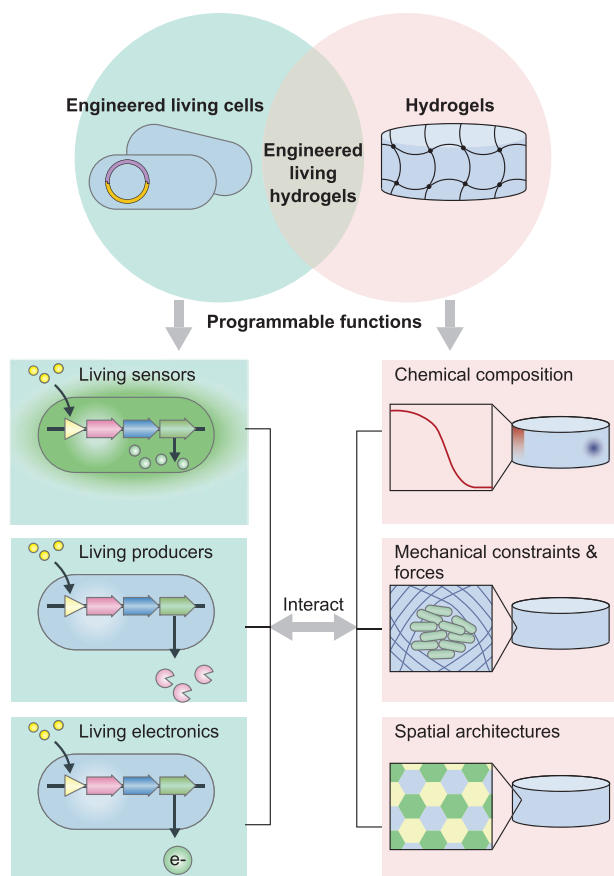 Engineered living cells
Hydrogels
Engineered
living
hydrogels
Programmable functions
Living sensors
Chemical composition
Living producers
Mechanical constraints &
forces
Interact
Living electronics
Spatial architectures
e-